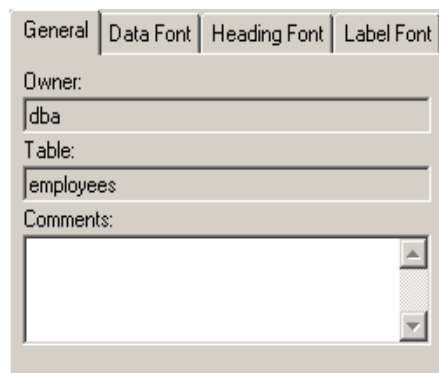 General Data Font Heading Font Label Font
Owner:
dba
Table:
employees
Comments: